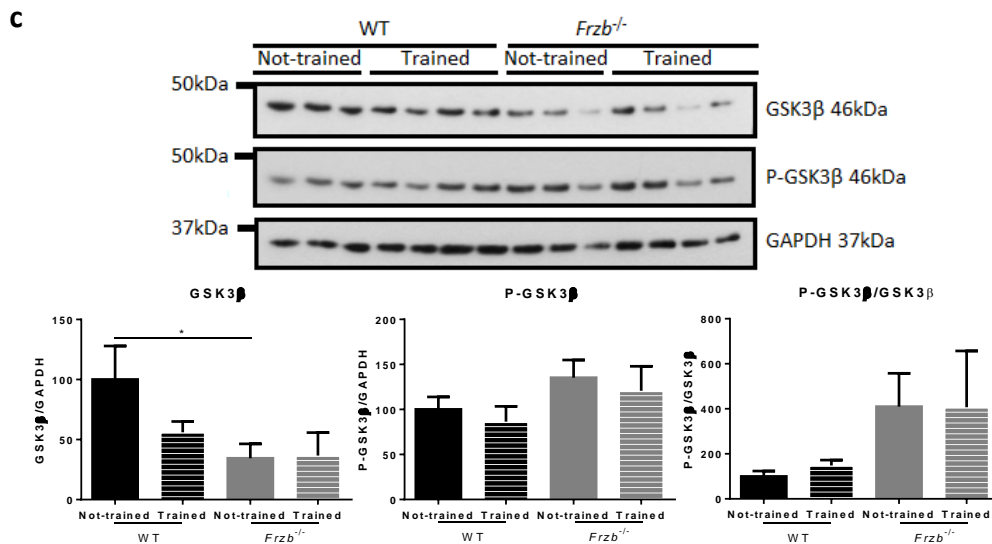 c
WT Frzb-/-
Not-trained Trained Not-trained Trained
50kDa
GSK3β 46kDa
50kDa
P-GSK3β 46kDa
37kDa
GAPDH 37kDa
GSK3β
GSK3β/GAPDH
150
100
50
0
*
Not-trained Trained Not-trained Trained
WT Frzb-/-
P-GSK3β
P-GSK3β/GAPDH
200
150
100
50
0
Not-trained Trained Not-trained Trained
WT Frzb-/-
P-GSK3β/GSK3β
P-GSK3β/GSK3β
800
600
400
200
0
Not-trained Trained Not-trained Trained
WT Frzb-/-